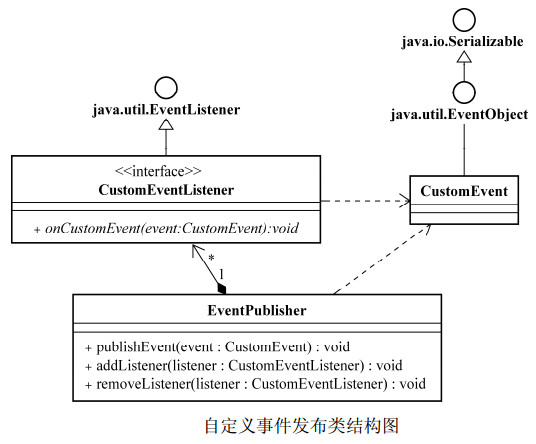 java.io.Serializable
java.util.EventListener
java.util.EventObject
<<interface>>
CustomEventListener
+ onCustomEvent(event:CustomEvent):void
CustomEvent
*
1
EventPublisher
+ publishEvent(event : CustomEvent) : void
+ addListener(listener : CustomEventListener) : void
+ removeListener(listener : CustomEventListener) : void
自定义事件发布类结构图